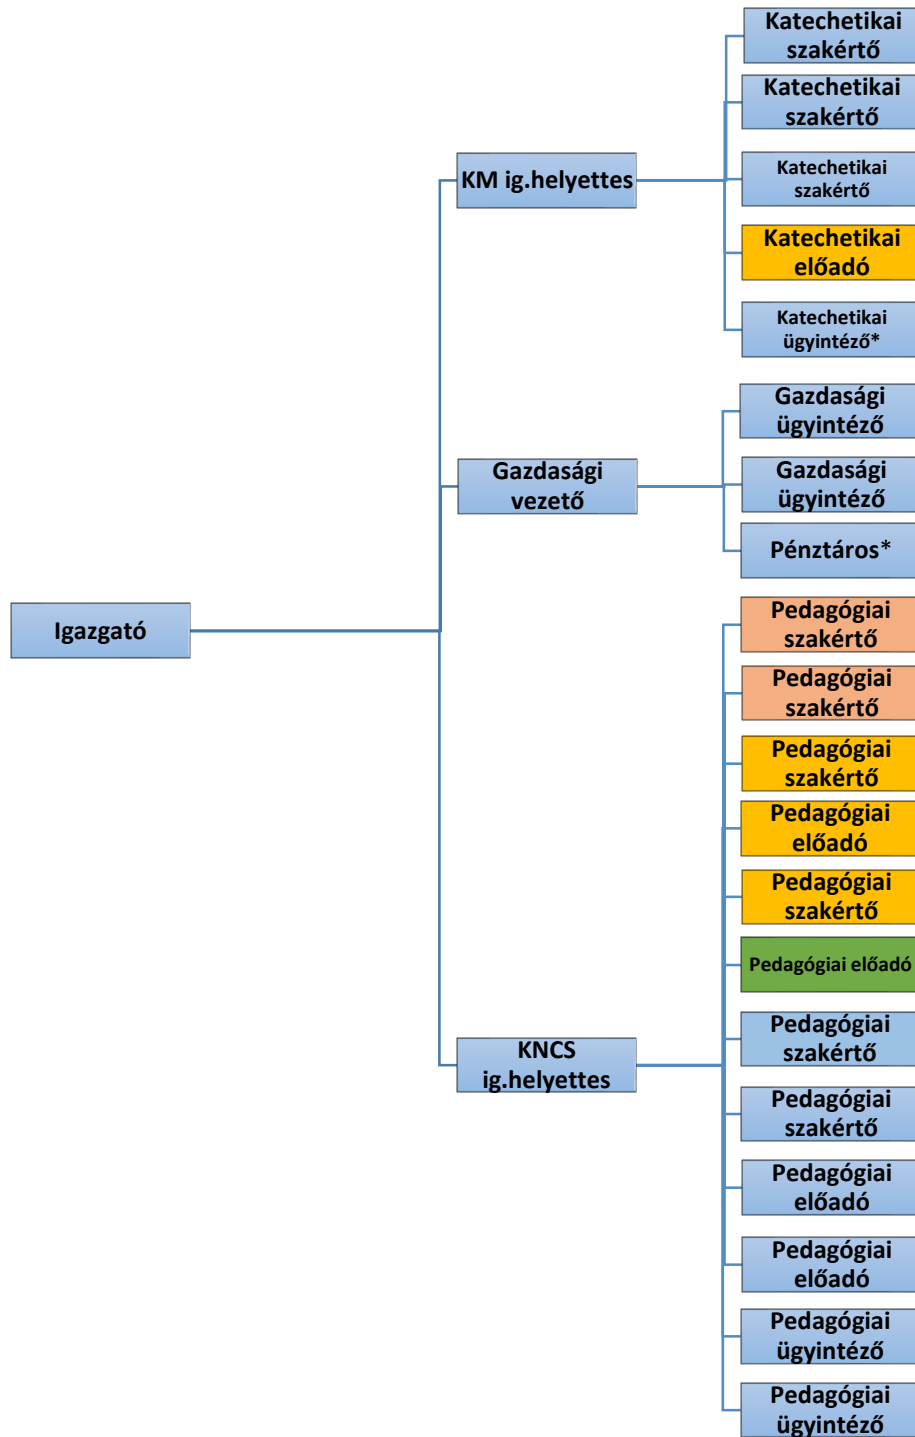 Katechetikai
szakértő
Katechetikai
szakértő
KM ig.helyettes
Katechetikai
szakértő
Katechetikai
előadó
Katechetikai
ügyintéző*
Gazdasági
ügyintéző
Gazdasági
vezető
Gazdasági
ügyintéző
Pénztáros*
Igazgató
Pedagógiai
szakértő
Pedagógiai
szakértő
Pedagógiai
szakértő
Pedagógiai
előadó
Pedagógiai
szakértő
Pedagógiai előadó
KNCS
ig.helyettes
Pedagógiai
szakértő
Pedagógiai
szakértő
Pedagógiai
előadó
Pedagógiai
előadó
Pedagógiai
ügyintéző
Pedagógiai
ügyintéző